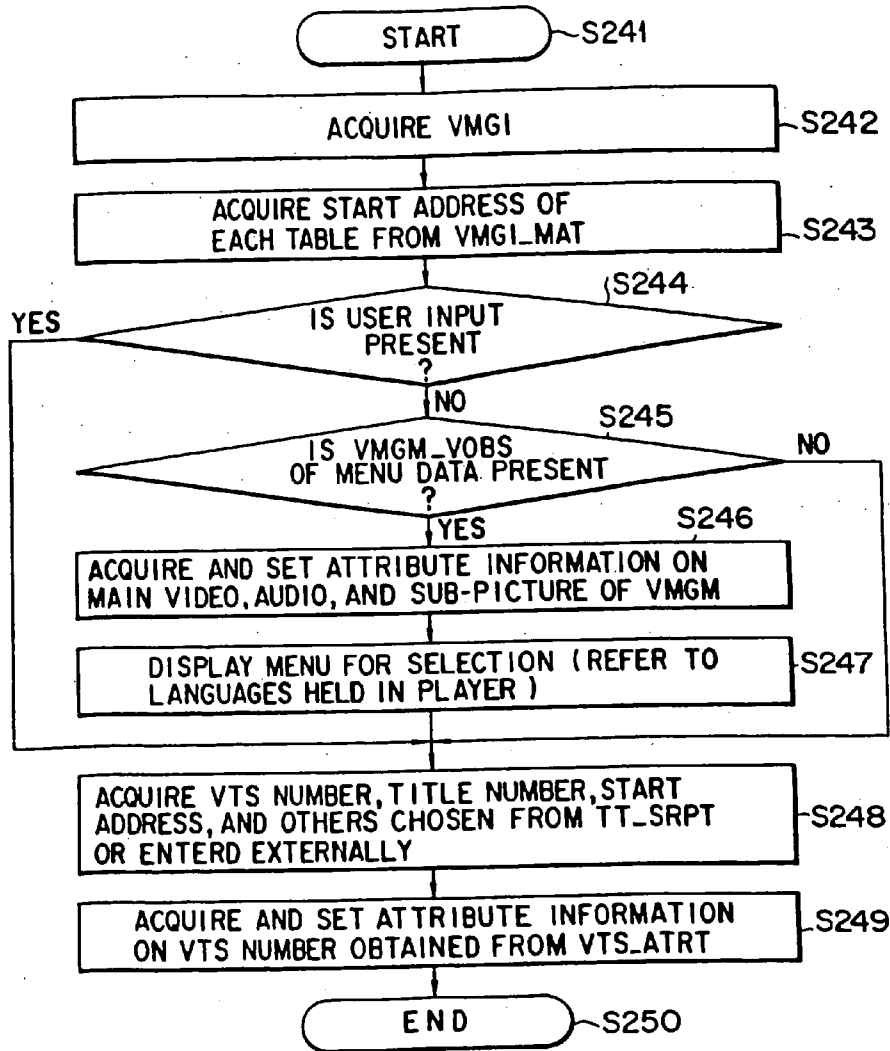 START
S241
ACQUIRE VMGI
S242
ACQUIRE START ADDRESS OF
EACH TABLE FROM VMGI_MAT
S243
S244
YES
IS USER INPUT
PRESENT
?
NO
S245
IS VMGM_VOBS
OF MENU DATA PRESENT
?
NO
YES
S246
ACQUIRE AND SET ATTRIBUTE INFORMATION ON
MAIN VIDEO, AUDIO, AND SUB-PICTURE OF VMGM
DISPLAY MENU FOR SELECTION (REFER TO
LANGUAGES HELD IN PLAYER)
S247
ACQUIRE VTS NUMBER, TITLE NUMBER, START
ADDRESS, AND OTHERS CHOSEN FROM TT_SRPT
OR ENTERD EXTERNALLY
S248
ACQUIRE AND SET ATTRIBUTE INFORMATION
ON VTS NUMBER OBTAINED FROM VTS_ATRT
S249
END
S250